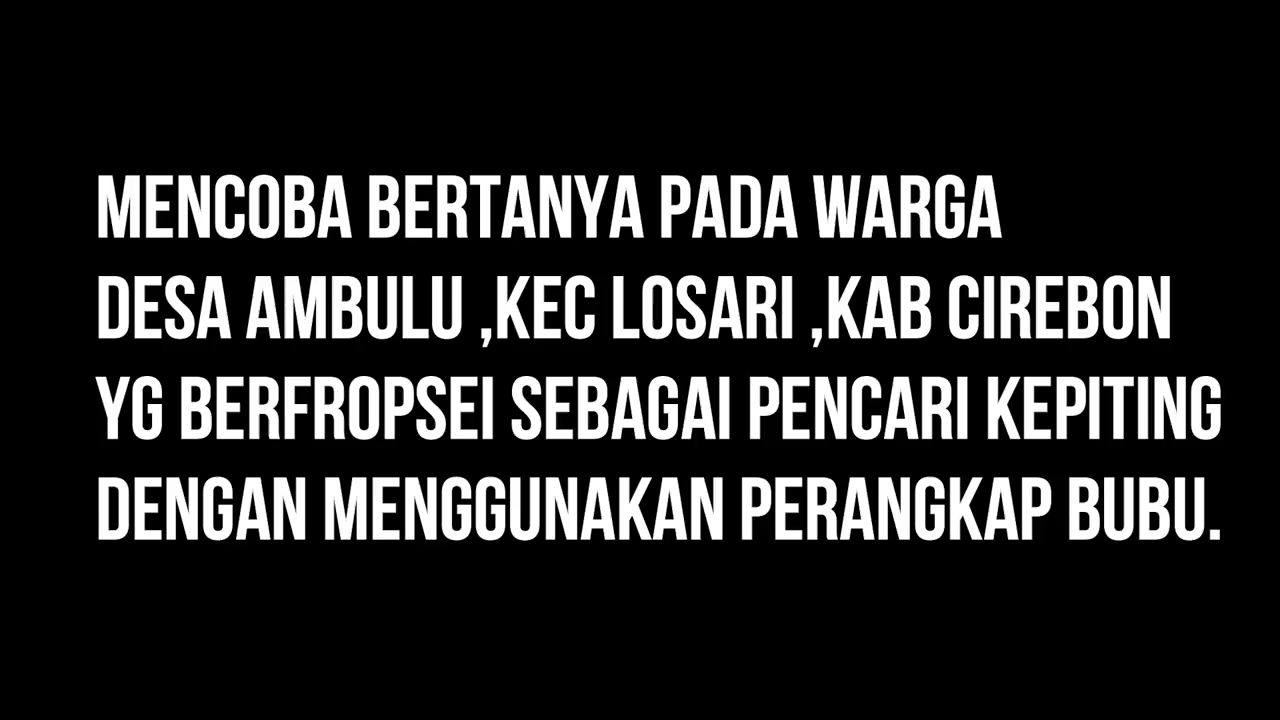 MENCOBA BERTANYA PADA WARGA
DESA AMBULU ,KEC LOSARI ,KAB CIREBON
YG BERFROPSEI SEBAGAI PENCARI KEPITING
DENGAN MENGGUNAKAN PERANGKAP BUBU.